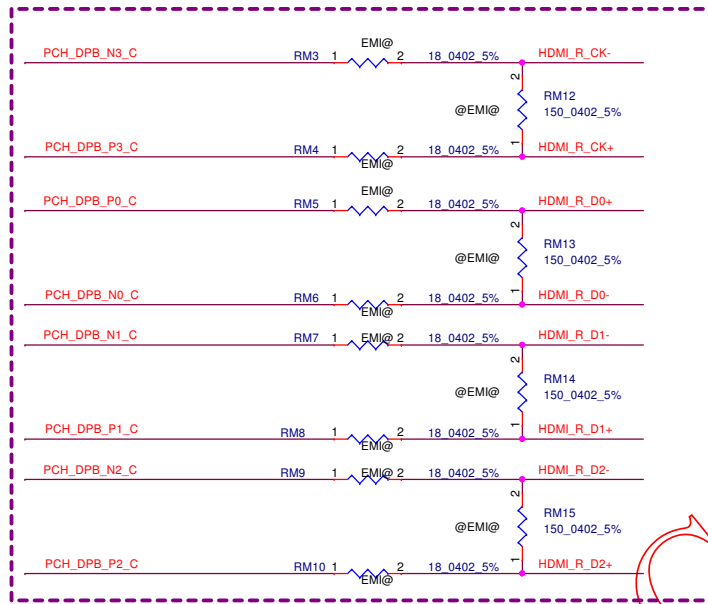 EMI@
PCH_DPB_N3_C RM3 1 2 18_0402_5% HDMI_R_CK-
2
RM12
@EMI@ 150_0402_5%
1
PCH_DPB_P3_C RM4 1 2 18_0402_5% HDMI_R_CK+
EMI@
EMI@
PCH_DPB_P0_C RM5 1 2 18_0402_5% HDMI_R_D0+
2
RM13
@EMI@ 150_0402_5%
1
PCH_DPB_N0_C RM6 1 2 18_0402_5% HDMI_R_D0-
EMI@
PCH_DPB_N1_C RM7 1 EMI@ 2 18_0402_5% HDMI_R_D1-
2
RM14
@EMI@ 150_0402_5%
1
PCH_DPB_P1_C RM8 1 2 18_0402_5% HDMI_R_D1+
EMI@
PCH_DPB_N2_C RM9 1 EMI@ 2 18_0402_5% HDMI_R_D2-
2
RM15
@EMI@ 150_0402_5%
1
PCH_DPB_P2_C RM10 1 2 18_0402_5% HDMI_R_D2+
EMI@